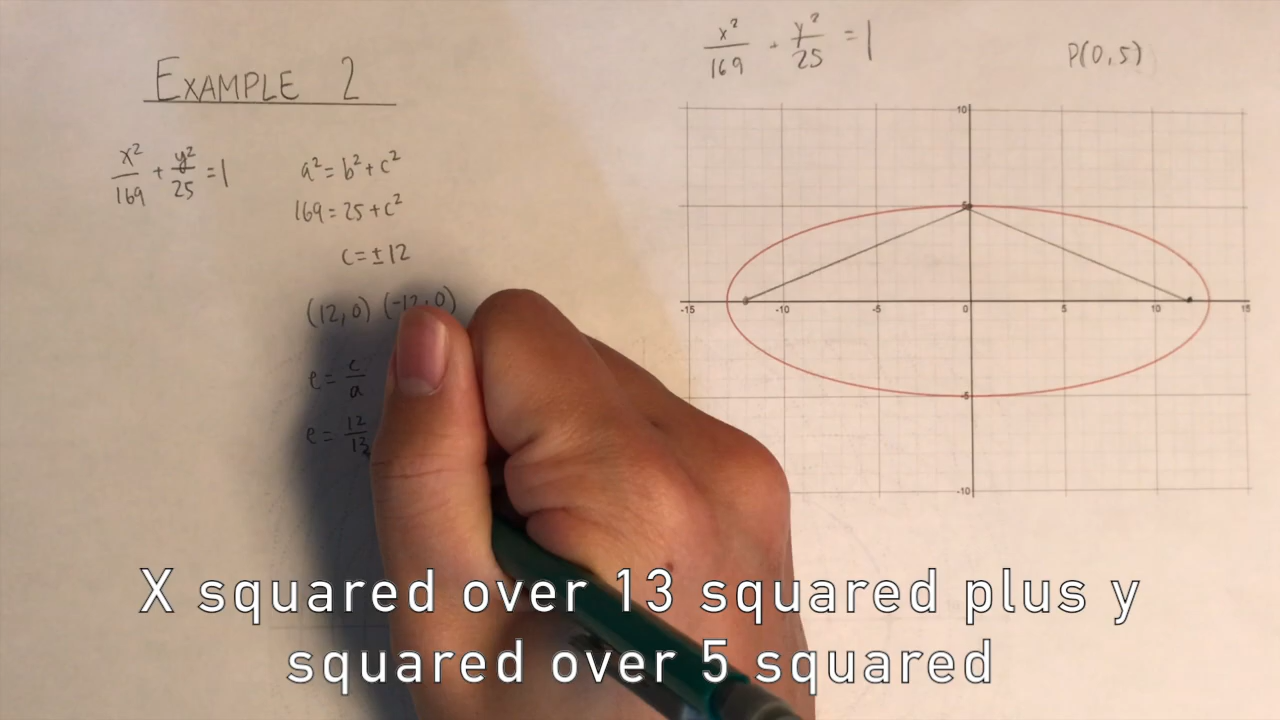 EXAMPLE 2
x²/169 + y²/25 = 1
a² = b² + c²
169 = 25 + c²
c = ±12
(12,0) (-12,0)
e = c/a
e = 12/13
x²/169 + y²/25 = 1
P(0,5)
10
5
-15 -10 -5 0 5 10 15
-5
-10
X squared over 13 squared plus y
squared over 5 squared